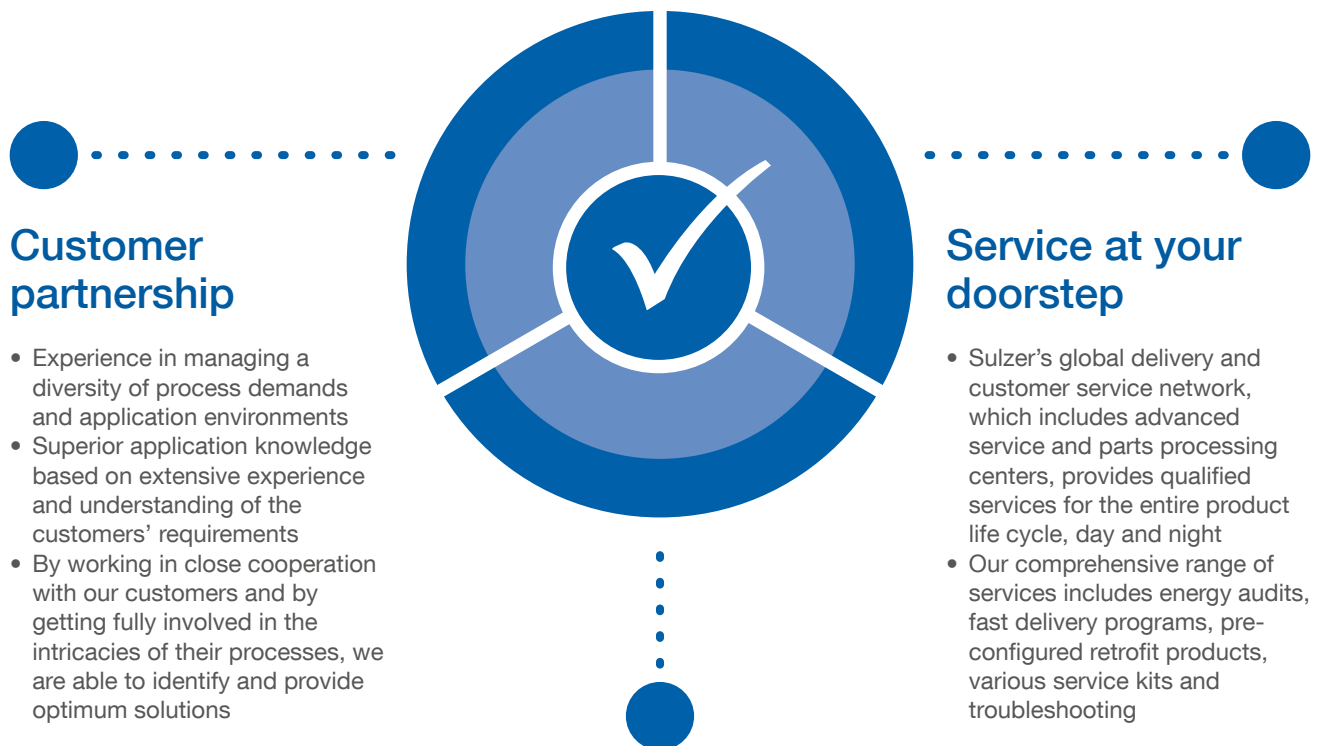 Customer
partnership
• Experience in managing a
diversity of process demands
and application environments
• Superior application knowledge
based on extensive experience
and understanding of the
customers’ requirements
• By working in close cooperation
with our customers and by
getting fully involved in the
intricacies of their processes, we
are able to identify and provide
optimum solutions
Service at your
doorstep
• Sulzer’s global delivery and
customer service network,
which includes advanced
service and parts processing
centers, provides qualified
services for the entire product
life cycle, day and night
• Our comprehensive range of
services includes energy audits,
fast delivery programs, pre-
configured retrofit products,
various service kits and
troubleshooting